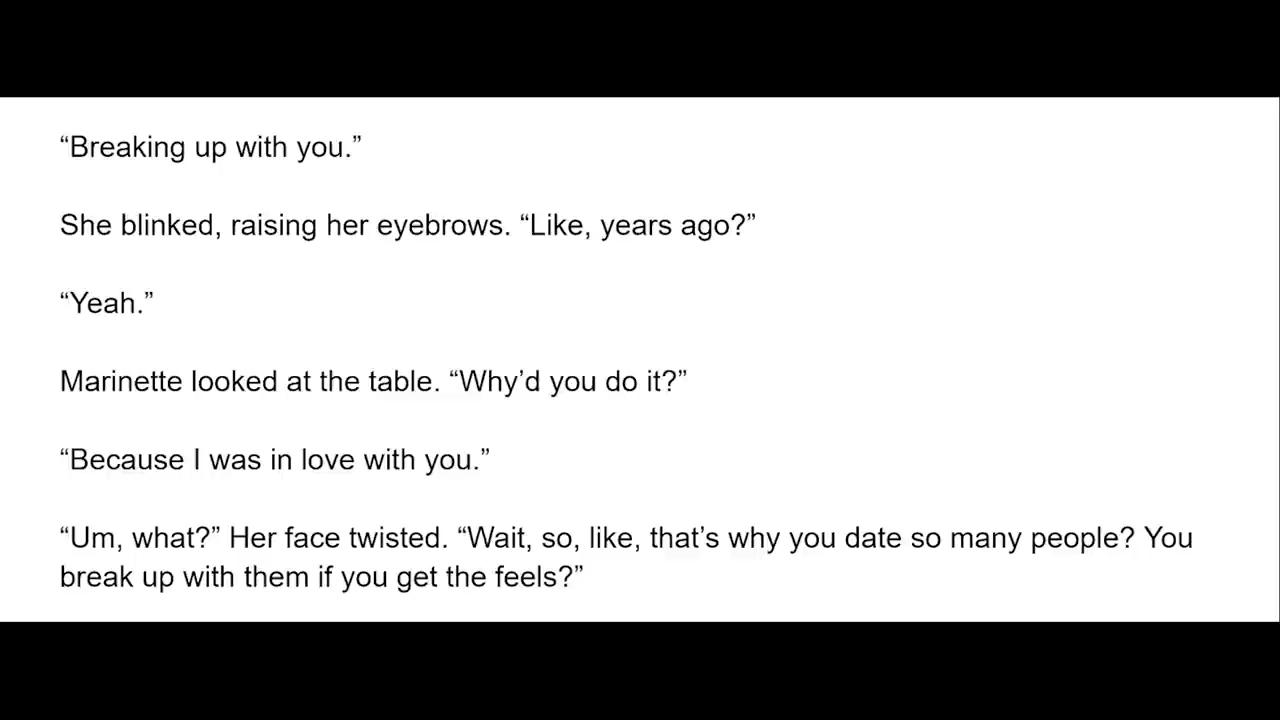 “Breaking up with you.”
She blinked, raising her eyebrows. “Like, years ago?”
“Yeah.”
Marinette looked at the table. “Why’d you do it?”
“Because I was in love with you.”
“Um, what?” Her face twisted. “Wait, so, like, that’s why you date so many people? You
break up with them if you get the feels?”